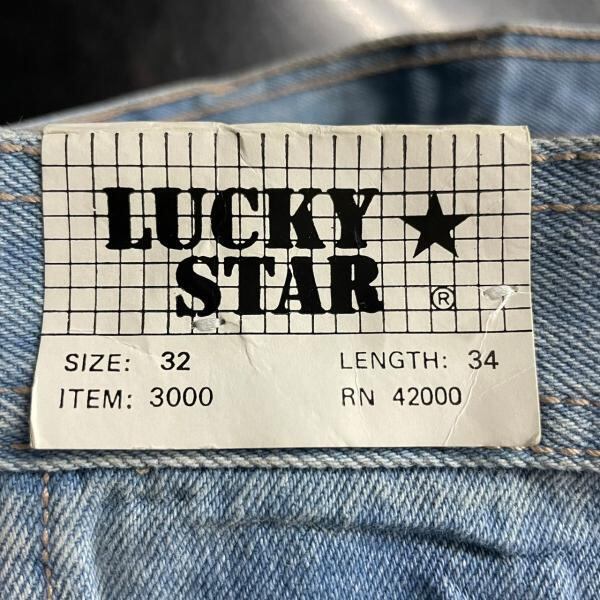 LUCKY
STAR ®
SIZE: 32 LENGTH: 34
ITEM: 3000 RN 42000